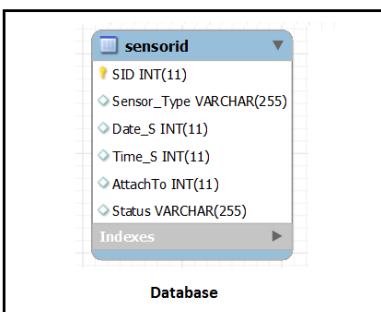 sensorid
SID INT(11)
Sensor_Type VARCHAR(255)
Date_S INT(11)
Time_S INT(11)
AttachTo INT(11)
Status VARCHAR(255)
Indexes
Database